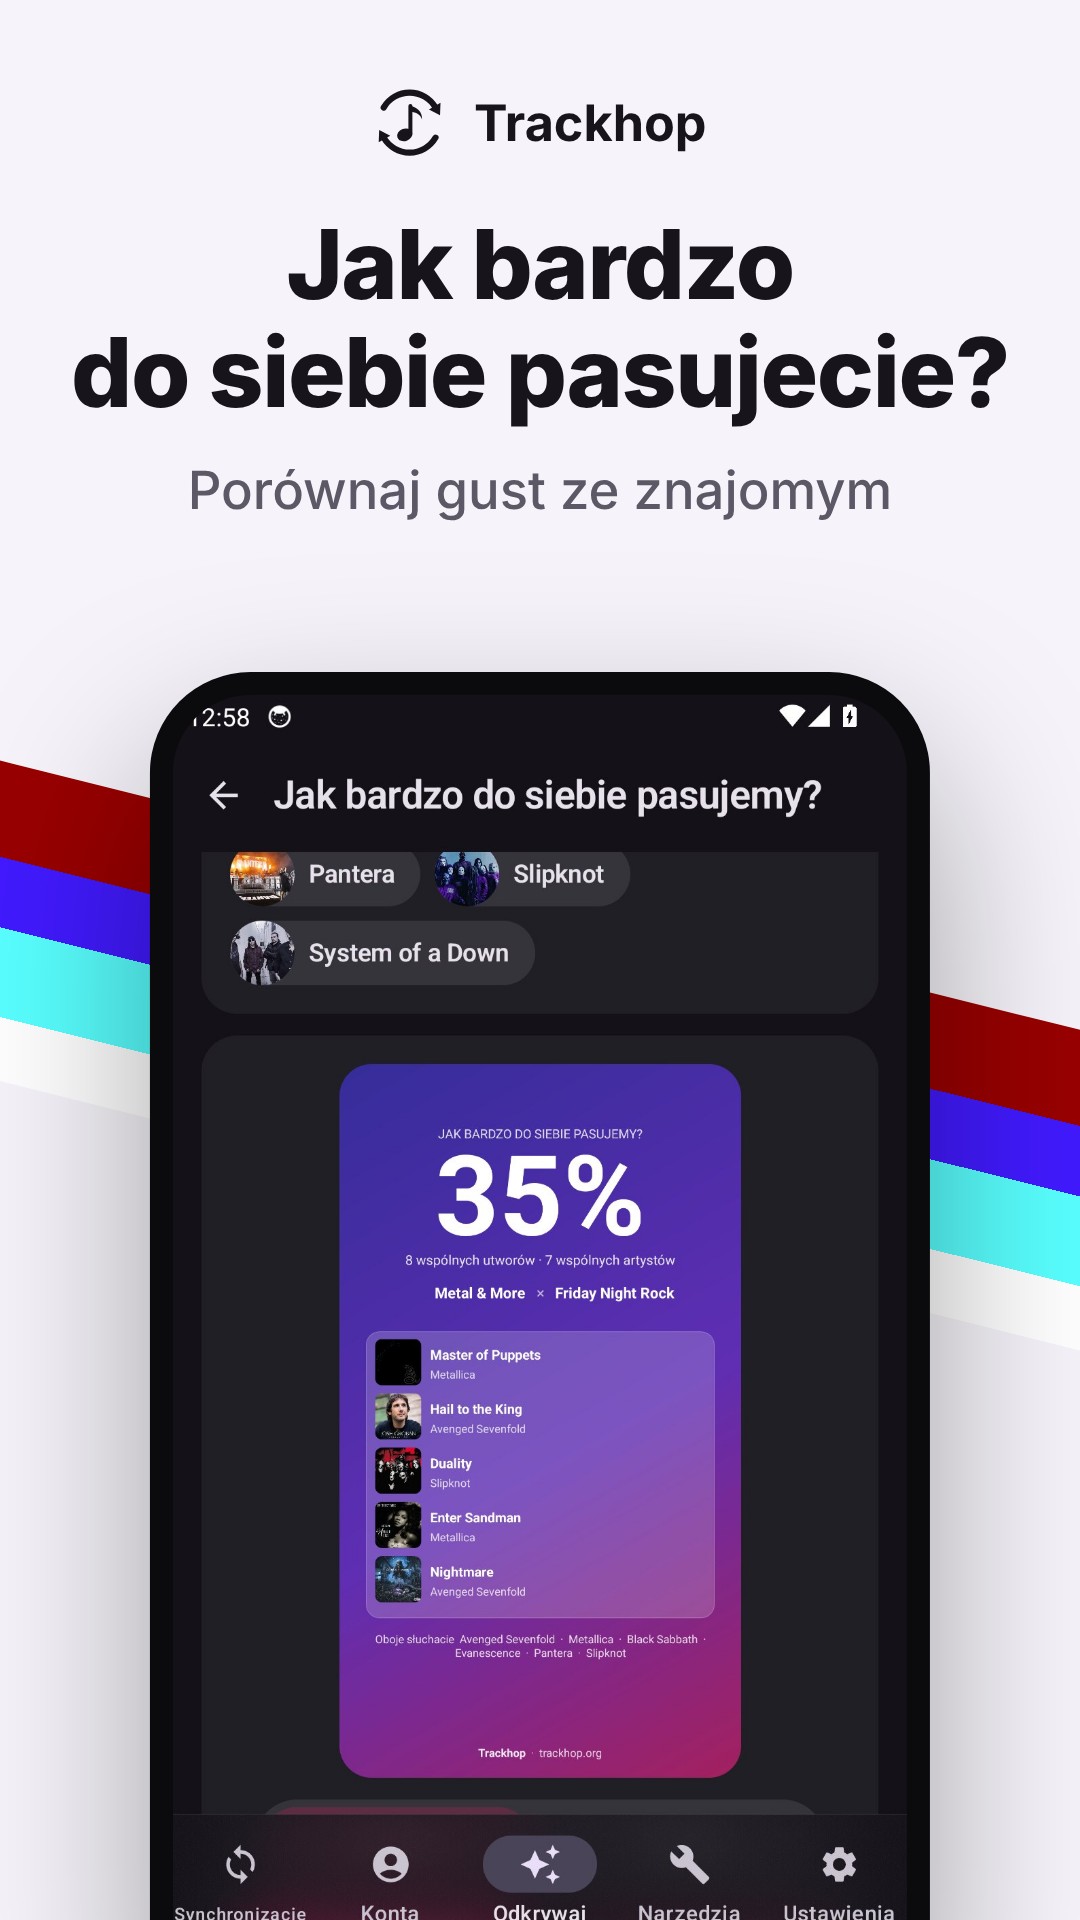 Trackhop
Jak bardzo
do siebie pasujecie?
Porównaj gust ze znajomym
12:58
Jak bardzo do siebie pasujemy?
Pantera
Slipknot
System of a Down
JAK BARDZO DO SIEBIE PASUJEMY?
35%
8 wspólnych utworów · 7 wspólnych artystów
Metal & More × Friday Night Rock
Master of Puppets
Metallica
Hail to the King
Avenged Sevenfold
Duality
Slipknot
Enter Sandman
Metallica
Nightmare
Avenged Sevenfold
Oboje słuchacie Avenged Sevenfold · Metallica · Black Sabbath ·
Evanescence · Pantera · Slipknot
Trackhop · trackhop.org
Synchronizacje
Konta
Odkrywaj
Narzędzia
Ustawienia